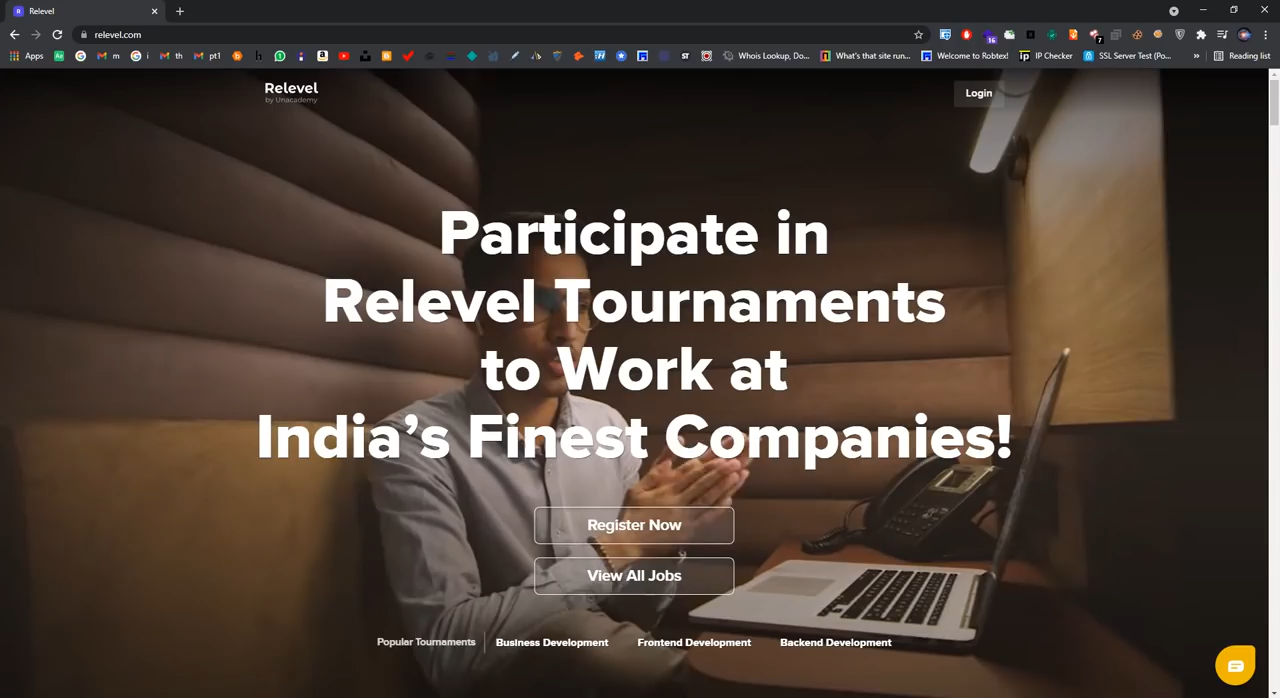 Relevel
relevel.com
Apps
m
i
th
pt1
Whois Lookup, Do...
What's that site run...
Welcome to Robtex!
IP Checker
SSL Server Test (Po...
»
Reading list
Relevel
by Unacademy
Login
Participate in
Relevel Tournaments
to Work at
India’s Finest Companies!
Register Now
View All Jobs
Popular Tournaments
Business Development
Frontend Development
Backend Development